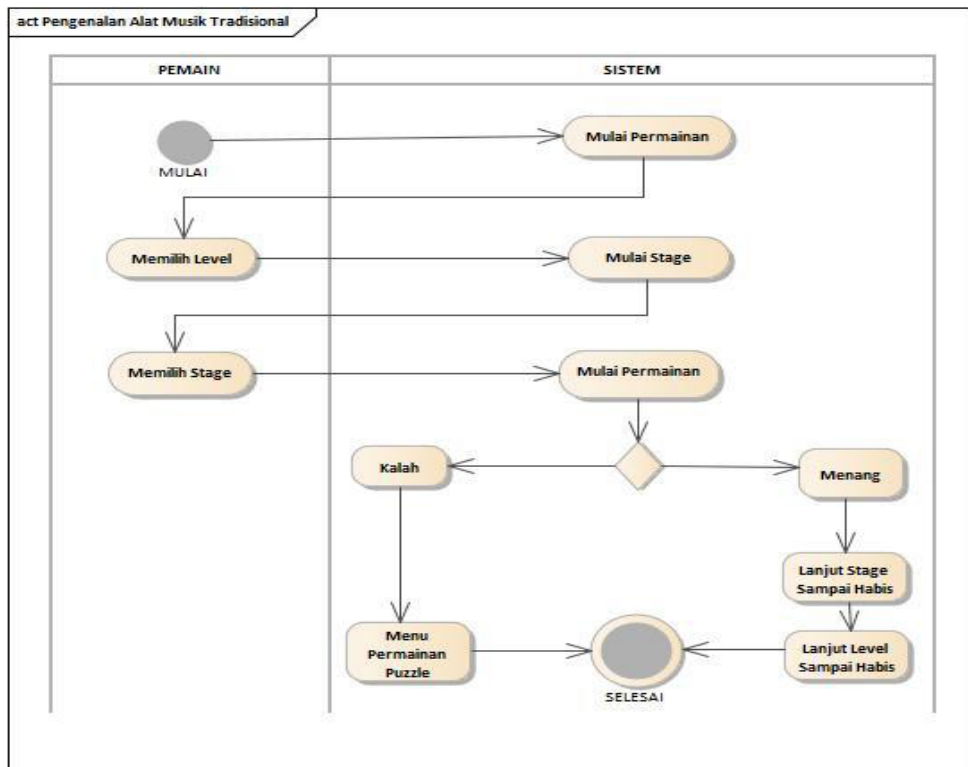 act Pengenalan Alat Musik Tradisional
PEMAIN
SISTEM
MULAI
Mulai Permainan
Memilih Level
Mulai Stage
Memilih Stage
Mulai Permainan
Kalah
Menang
Lanjut Stage
Sampai Habis
Menu
Permainan
Puzzle
Lanjut Level
Sampai Habis
SELESAI